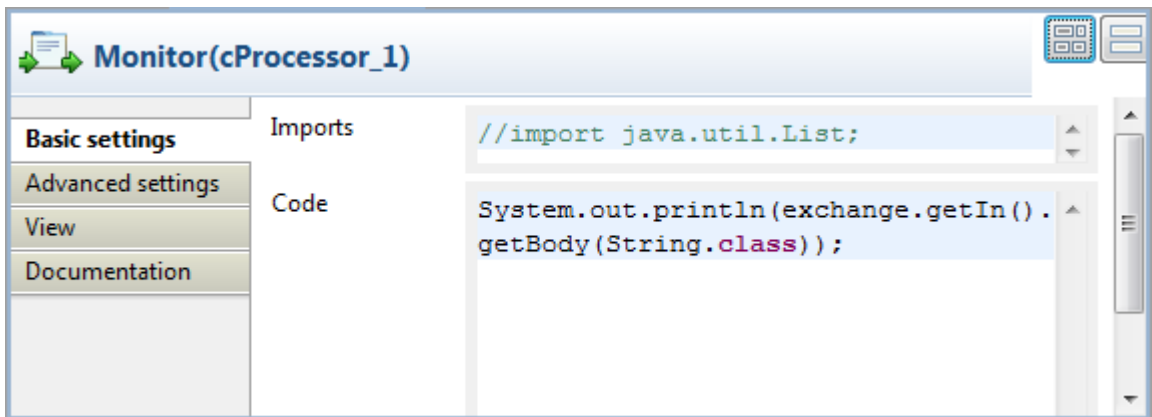 Monitor(cProcessor_1)
Basic settings
Advanced settings
View
Documentation
Imports
//import java.util.List;
Code
System.out.println(exchange.getIn().
getBody(String.class));